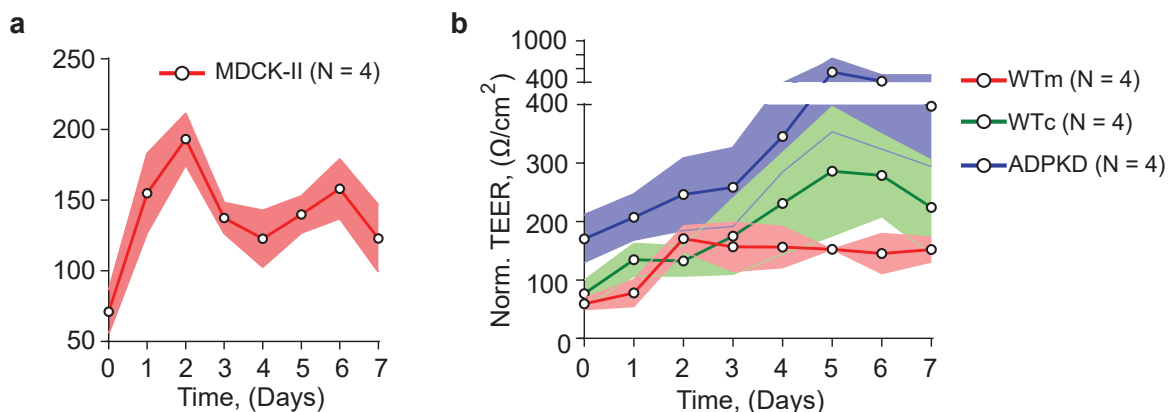 a
250
200
150
100
50
MDCK-II (N = 4)
0 1 2 3 4 5 6 7
Time, (Days)
b
Norm. TEER, (Ω/cm²)
1000
400
400
300
200
100
0
0 1 2 3 4 5 6 7
Time, (Days)
WTm (N = 4)
WTc (N = 4)
ADPKD (N = 4)